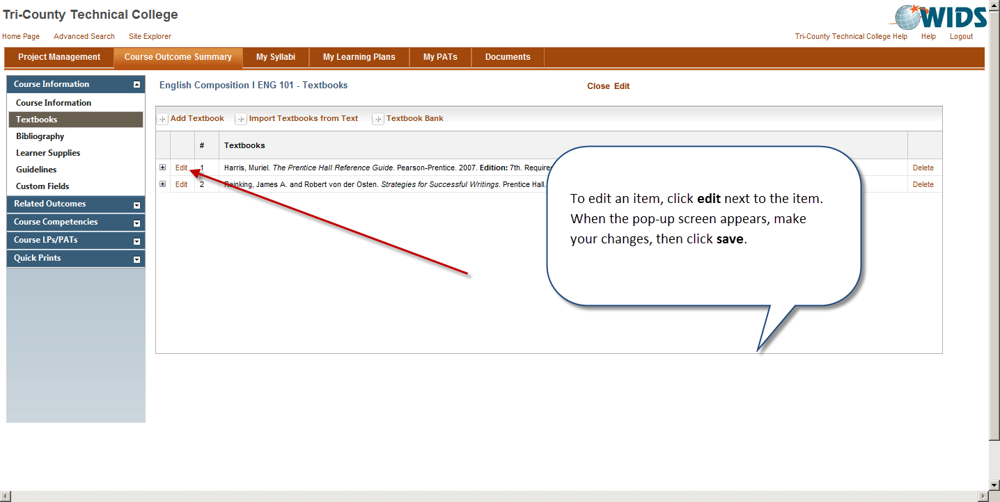 Tri-County Technical College
WIDS
Home Page Advanced Search Site Explorer
Tri-County Technical College Help Help Logout
Project Management Course Outcome Summary My Syllabi My Learning Plans My PATs Documents
Course Information
Course Information
Textbooks
Bibliography
Learner Supplies
Guidelines
Custom Fields
Related Outcomes
Course Competencies
Course LPs/PATs
Quick Prints
English Composition I ENG 101 - Textbooks
Close Edit
Add Textbook Import Textbooks from Text Textbook Bank
# Textbooks
Edit 1 Harris, Muriel. The Prentice Hall Reference Guide. Pearson-Prentice. 2007. Edition: 7th. Require Delete
Edit 2 Reinking, James A. and Robert von der Osten. Strategies for Successful Writings. Prentice Hall. Delete
To edit an item, click edit next to the item.
When the pop-up screen appears, make
your changes, then click save.